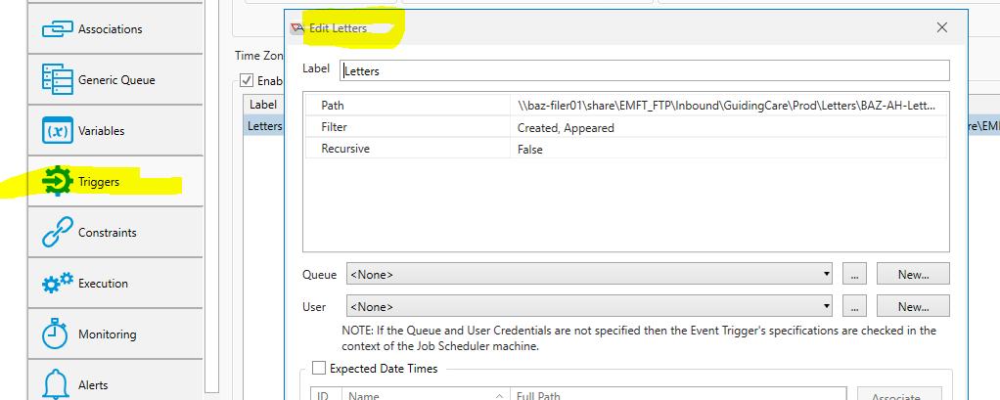 Associations
Generic Queue
Variables
Triggers
Constraints
Execution
Monitoring
Alerts
Time Zon
Enab
Label
Letters
re\EMF
Edit Letters
Label
Letters
Path
\\baz-filer01\share\EMFT_FTP\Inbound\GuidingCare\Prod\Letters\BAZ-AH-Lett...
Filter
Created, Appeared
Recursive
False
Queue
<None>
...
New...
User
<None>
...
New...
NOTE: If the Queue and User Credentials are not specified then the Event Trigger's specifications are checked in the
context of the Job Scheduler machine.
Expected Date Times
ID
Name
Full Path
Associate...